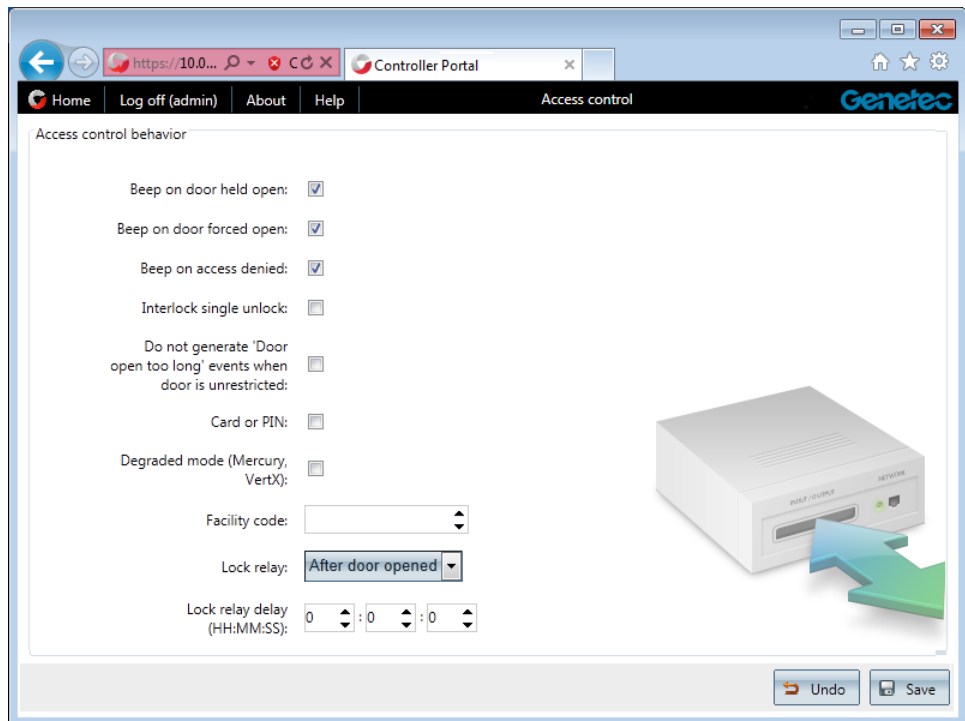 https://10.0...
Controller Portal
Home
Log off (admin)
About
Help
Access control
Genetec
Access control behavior
Beep on door held open:
Beep on door forced open:
Beep on access denied:
Interlock single unlock:
Do not generate 'Door
open too long' events when
door is unrestricted:
Card or PIN:
Degraded mode (Mercury,
VertX):
NETWORK
INPUT / OUTPUT
Facility code:
Lock relay:
After door opened
Lock relay delay
(HH:MM:SS):
0 : 0 : 0
Undo
Save